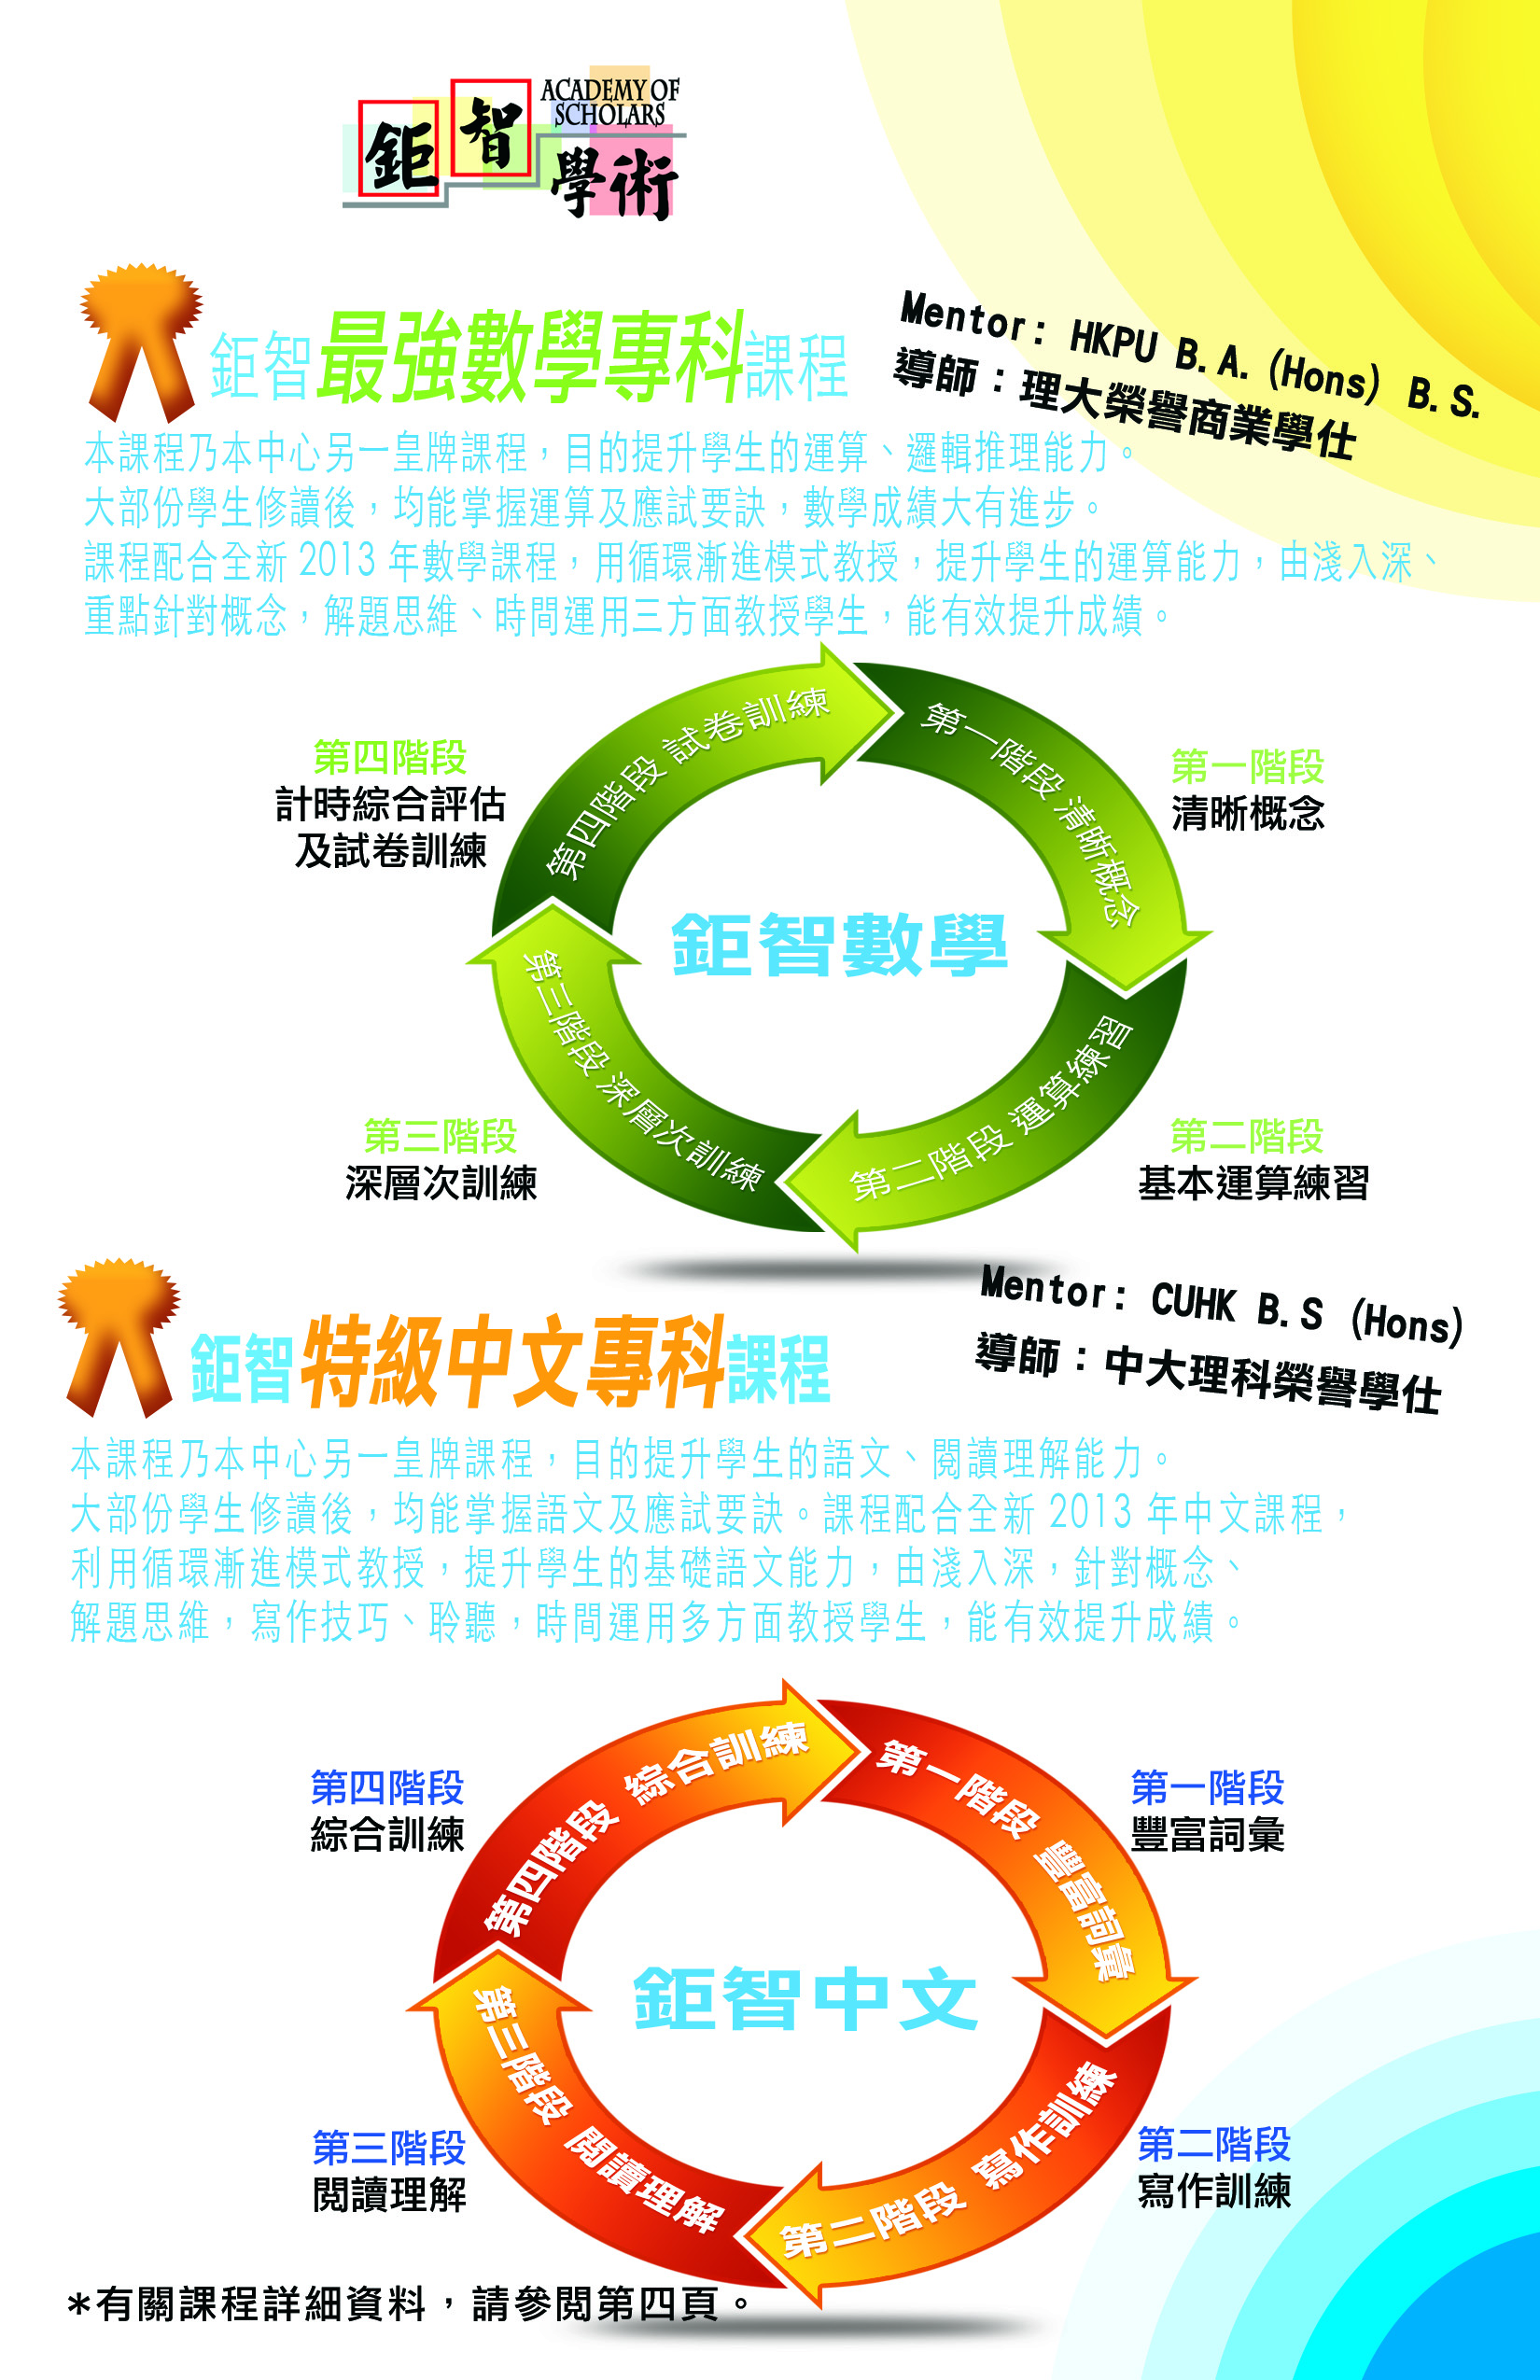 鉅智
ACADEMY OF
SCHOLARS
學術
鉅智最強數學專科課程
Mentor: HKPU B.A.(Hons) B.S.
導師：理大榮譽商業學仕
本課程乃本中心另一皇牌課程，目的提升學生的運算、邏輯推理能力。
大部份學生修讀後，均能掌握運算及應試要訣，數學成績大有進步。
課程配合全新 2013 年數學課程，用循環漸進模式教授，提升學生的運算能力，由淺入深、
重點針對概念，解題思維、時間運用三方面教授學生，能有效提升成績。
第四階段 試卷訓練
第一階段 清晰概念
第四階段
計時綜合評估
及試卷訓練
第一階段
清晰概念
鉅智數學
第三階段 深層次訓練
第二階段 運算練習
第三階段
深層次訓練
第二階段
基本運算練習
鉅智特級中文專科課程
Mentor: CUHK B.S (Hons)
導師：中大理科榮譽學仕
本課程乃本中心另一皇牌課程，目的提升學生的語文、閱讀理解能力。
大部份學生修讀後，均能掌握語文及應試要訣。課程配合全新 2013 年中文課程，
利用循環漸進模式教授，提升學生的基礎語文能力，由淺入深，針對概念、
解題思維，寫作技巧、聆聽，時間運用多方面教授學生，能有效提升成績。
第四階段 綜合訓練
第一階段 豐富詞彙
第四階段
綜合訓練
第一階段
豐富詞彙
鉅智中文
第三階段 閱讀理解
第二階段 寫作訓練
第三階段
閱讀理解
第二階段
寫作訓練
*有關課程詳細資料，請參閱第四頁。